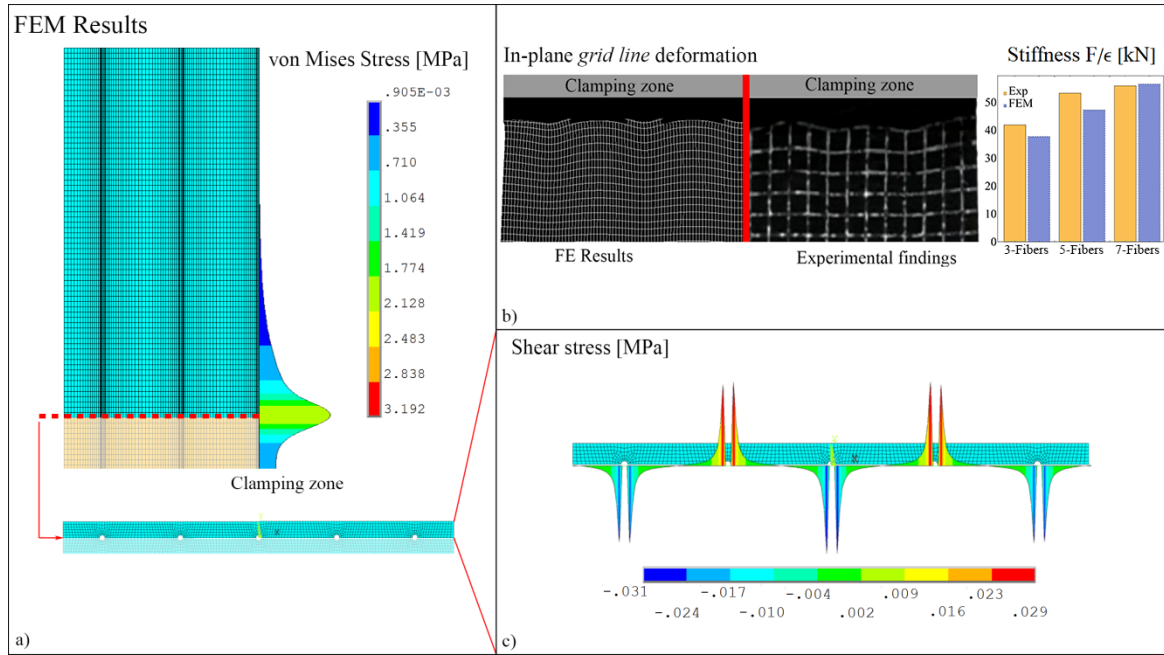 FEM Results
von Mises Stress [MPa]
.905E-03
.355
.710
1.064
1.419
1.774
2.128
2.483
2.838
3.192
Clamping zone
X
a)
In-plane grid line deformation
Clamping zone
Clamping zone
FE Results
Experimental findings
b)
Stiffness F/ϵ [kN]
Exp
FEM
50
40
30
20
10
0
3-Fibers
5-Fibers
7-Fibers
Shear stress [MPa]
X
-.031
-.024
-.017
-.010
-.004
.002
.009
.016
.023
.029
c)